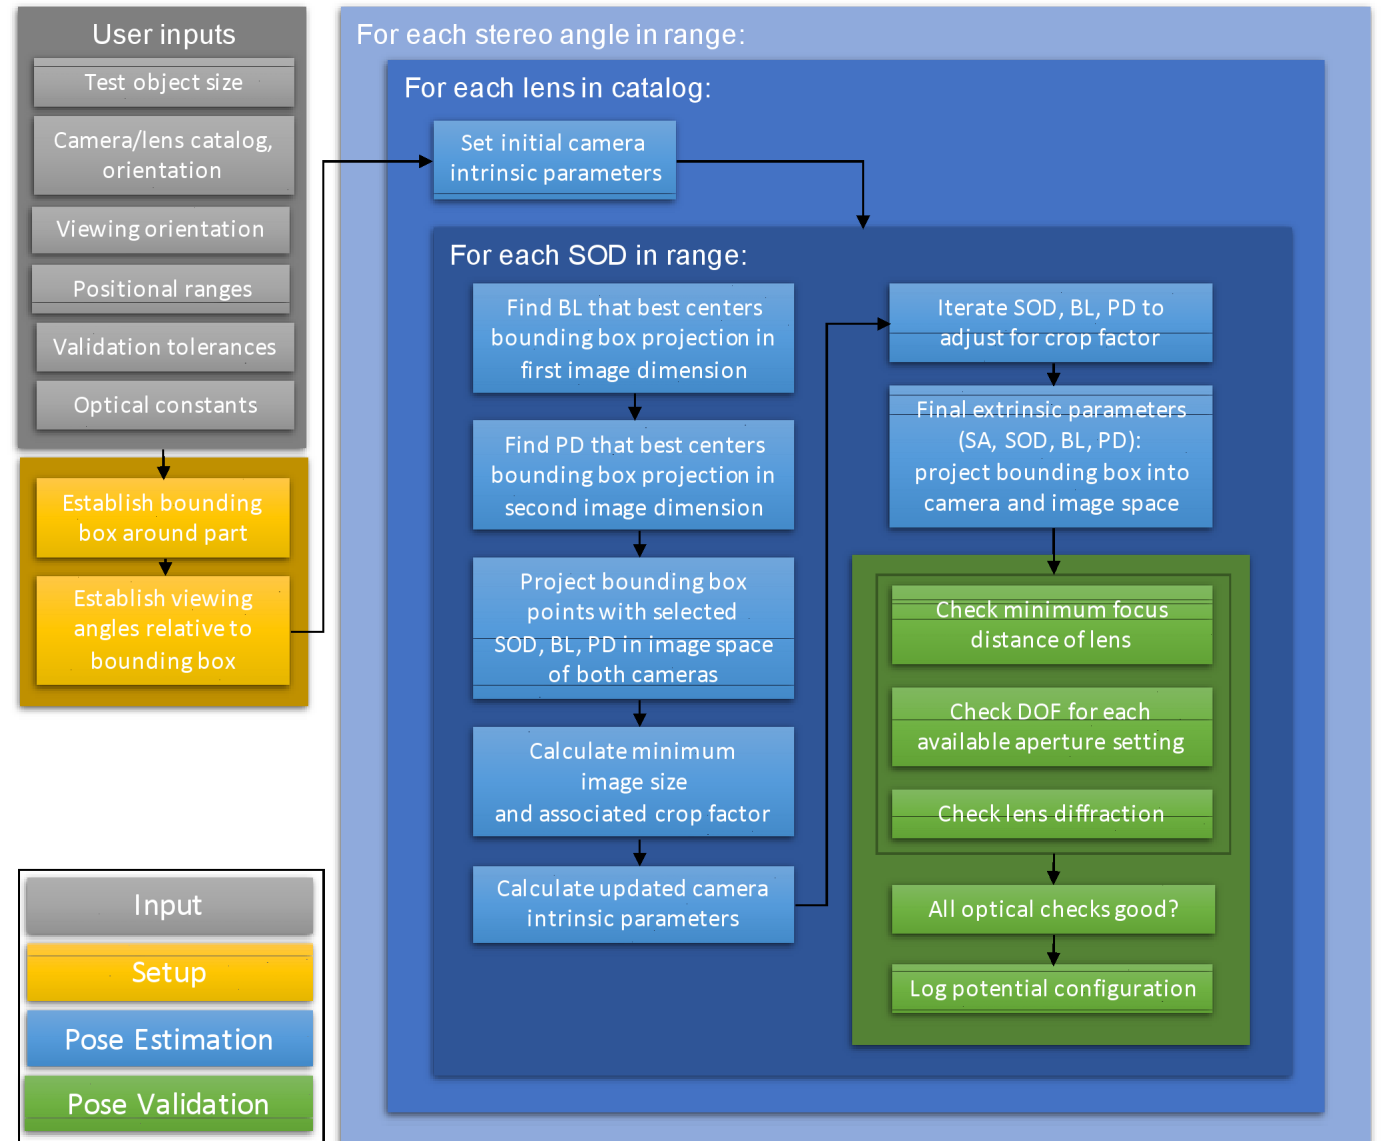 User inputs
Test object size
Camera/lens catalog,
orientation
Viewing orientation
Positional ranges
Validation tolerances
Optical constants
Establish bounding
box around part
Establish viewing
angles relative to
bounding box
Input
Setup
Pose Estimation
Pose Validation
For each stereo angle in range:
For each lens in catalog:
Set initial camera
intrinsic parameters
For each SOD in range:
Find BL that best centers
bounding box projection in
first image dimension
Find PD that best centers
bounding box projection in
second image dimension
Project bounding box
points with selected
SOD, BL, PD in image space
of both cameras
Calculate minimum
image size
and associated crop factor
Calculate updated camera
intrinsic parameters
Iterate SOD, BL, PD to
adjust for crop factor
Final extrinsic parameters
(SA, SOD, BL, PD):
project bounding box into
camera and image space
Check minimum focus
distance of lens
Check DOF for each
available aperture setting
Check lens diffraction
All optical checks good?
Log potential configuration